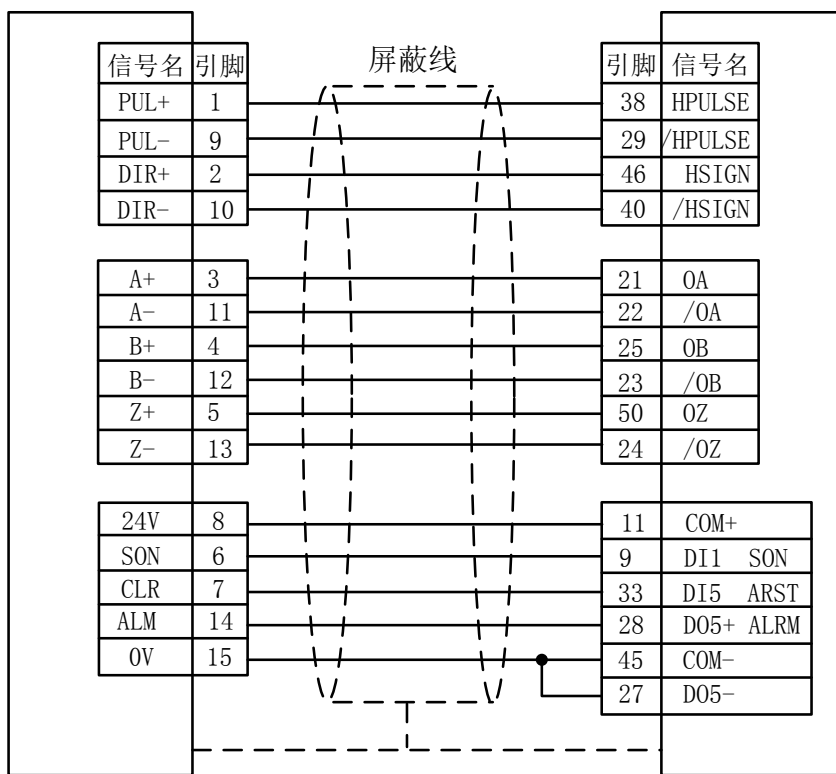 屏蔽线
信号名 引脚 引脚 信号名
PUL+ 1 38 HPULSE
PUL- 9 29 /HPULSE
DIR+ 2 46 HSIGN
DIR- 10 40 /HSIGN
A+ 3 21 OA
A- 11 22 /OA
B+ 4 25 OB
B- 12 23 /OB
Z+ 5 50 OZ
Z- 13 24 /OZ
24V 8 11 COM+
SON 6 9 DI1 SON
CLR 7 33 DI5 ARST
ALM 14 28 DO5+ ALRM
0V 15 45 COM-
27 DO5-